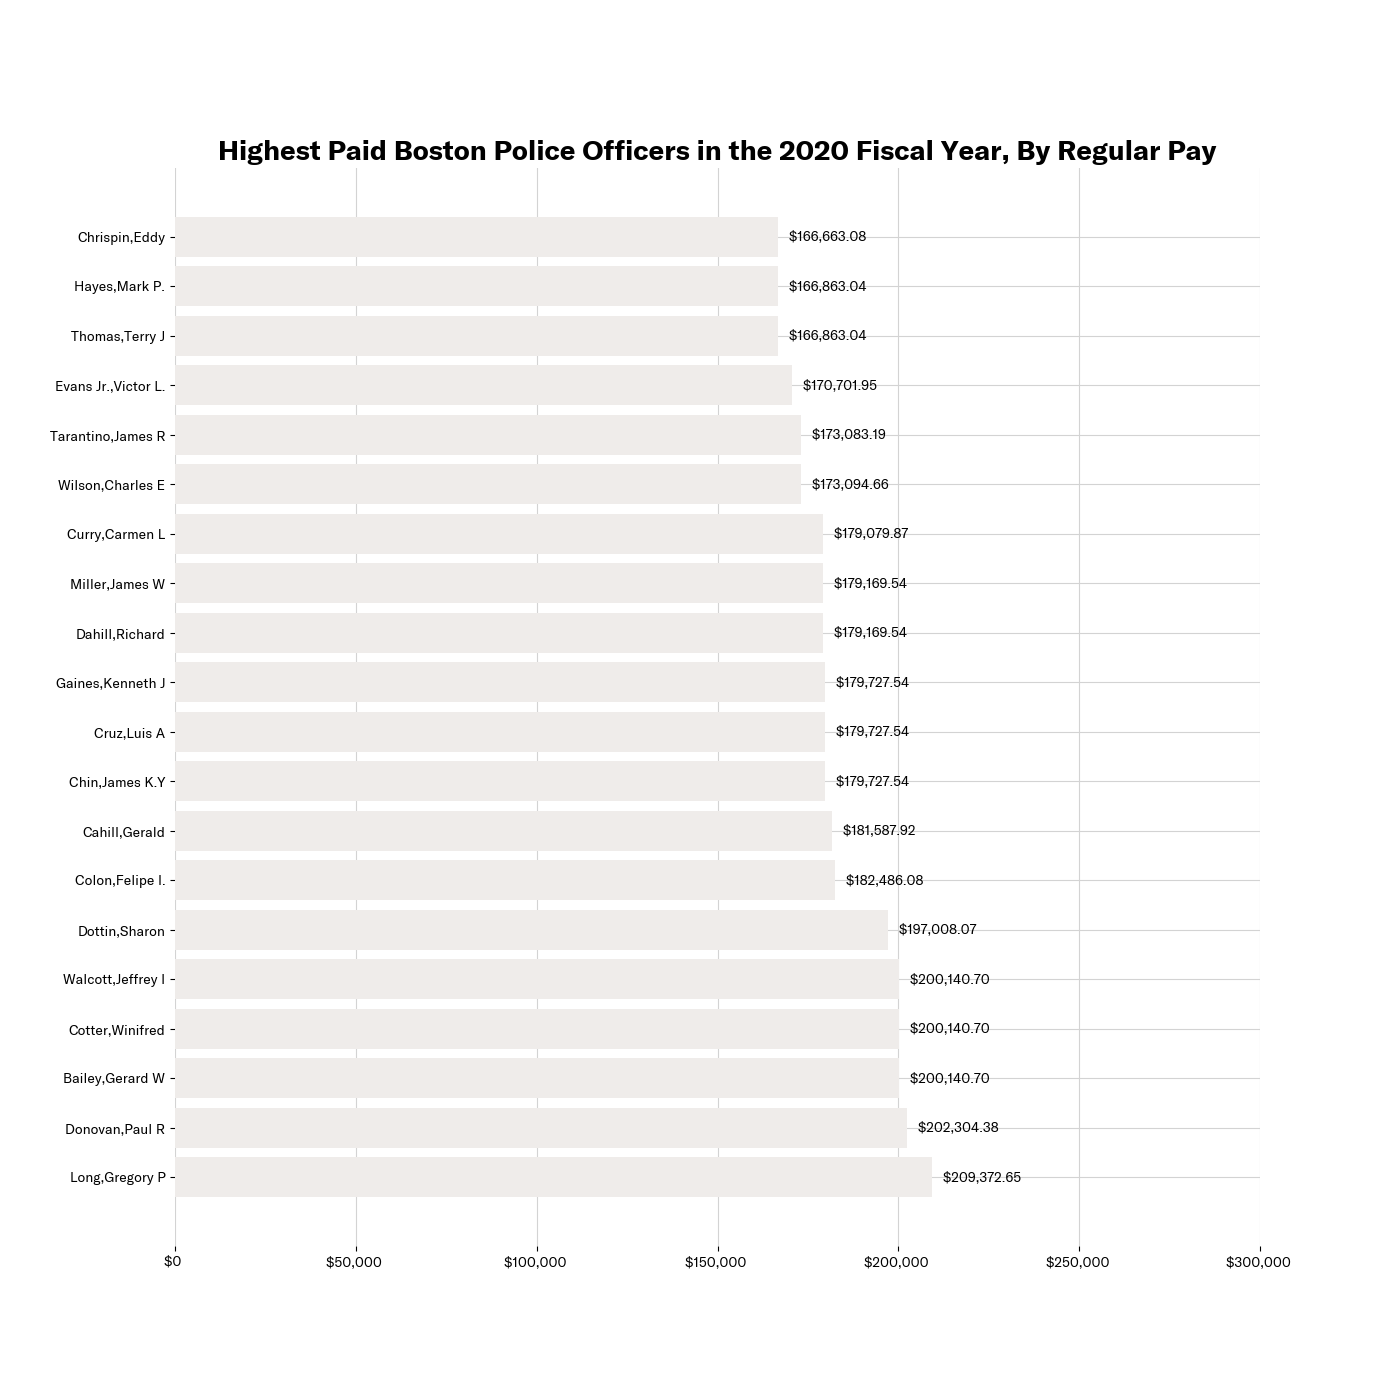 Highest Paid Boston Police Officers in the 2020 Fiscal Year, By Regular Pay
Chrispin,Eddy $166,663.08
Hayes,Mark P. $166,863.04
Thomas,Terry J $166,863.04
Evans Jr.,Victor L. $170,701.95
Tarantino,James R $173,083.19
Wilson,Charles E $173,094.66
Curry,Carmen L $179,079.87
Miller,James W $179,169.54
Dahill,Richard $179,169.54
Gaines,Kenneth J $179,727.54
Cruz,Luis A $179,727.54
Chin,James K.Y $179,727.54
Cahill,Gerald $181,587.92
Colon,Felipe I. $182,486.08
Dottin,Sharon $197,008.07
Walcott,Jeffrey I $200,140.70
Cotter,Winifred $200,140.70
Bailey,Gerard W $200,140.70
Donovan,Paul R $202,304.38
Long,Gregory P $209,372.65
$0 $50,000 $100,000 $150,000 $200,000 $250,000 $300,000